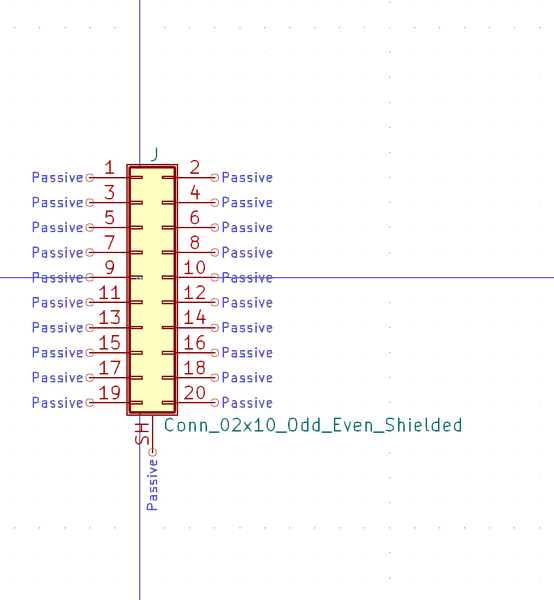 J
Passive 1 2 Passive
Passive 3 4 Passive
Passive 5 6 Passive
Passive 7 8 Passive
Passive 9 10 Passive
Passive 11 12 Passive
Passive 13 14 Passive
Passive 15 16 Passive
Passive 17 18 Passive
Passive 19 20 Passive
SH
Conn_02x10_Odd_Even_Shielded
Passive